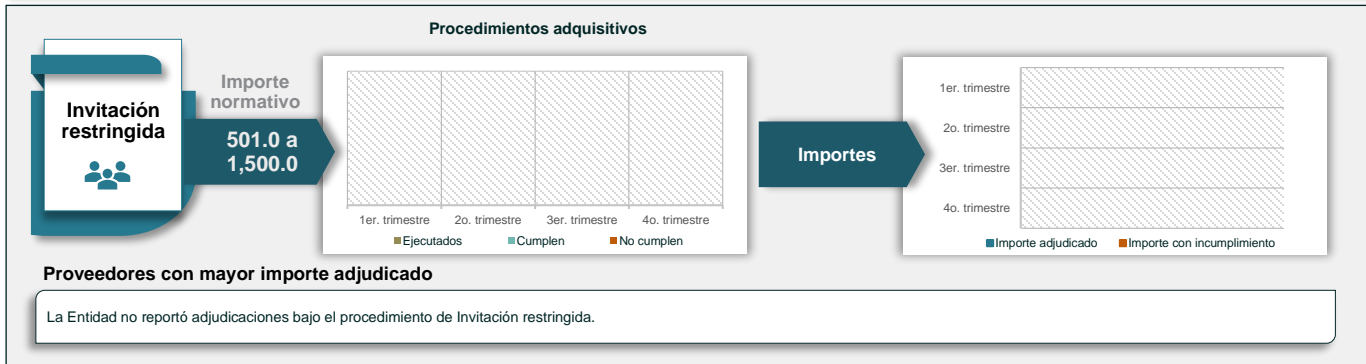 Procedimientos adquisitivos
Invitación
restringida
Importe
normativo
501.0 a
1,500.0
1er. trimestre
2o. trimestre
3er. trimestre
4o. trimestre
Ejecutados
Cumplen
No cumplen
Importes
1er. trimestre
2o. trimestre
3er. trimestre
4o. trimestre
Importe adjudicado
Importe con incumplimiento
Proveedores con mayor importe adjudicado
La Entidad no reportó adjudicaciones bajo el procedimiento de Invitación restringida.